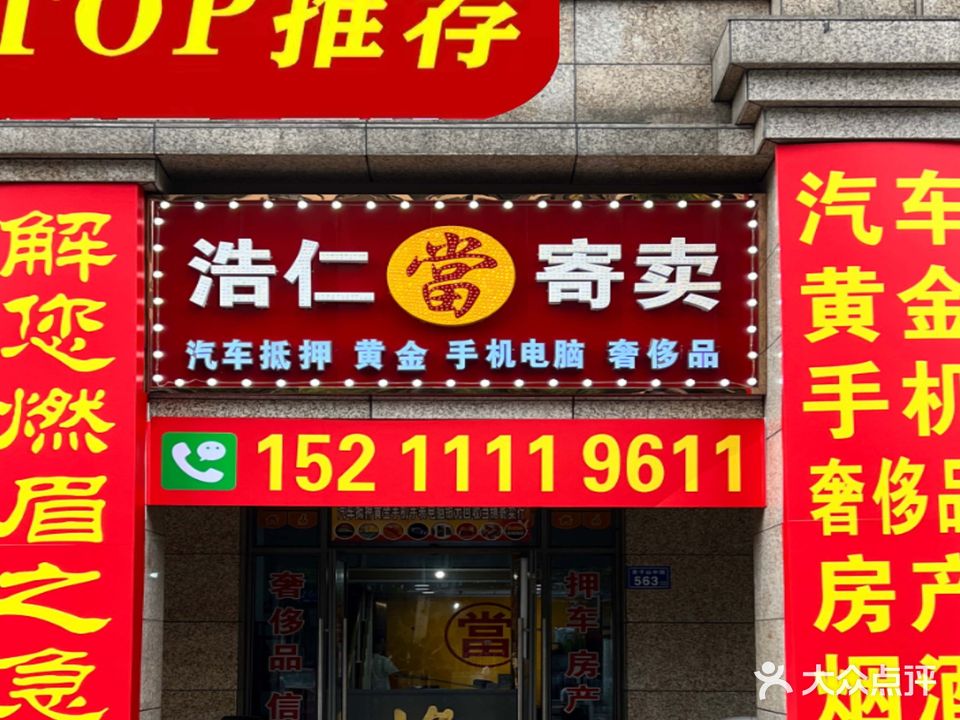 TOP推荐
浩仁 當 寄卖
汽车抵押 黄金 手机电脑 奢侈品
152 1111 9611
解您燃眉之急
汽车
黄金
手机
奢侈品
房产
烟酒
563
奢侈品 信
當
押车 房产
大众点评